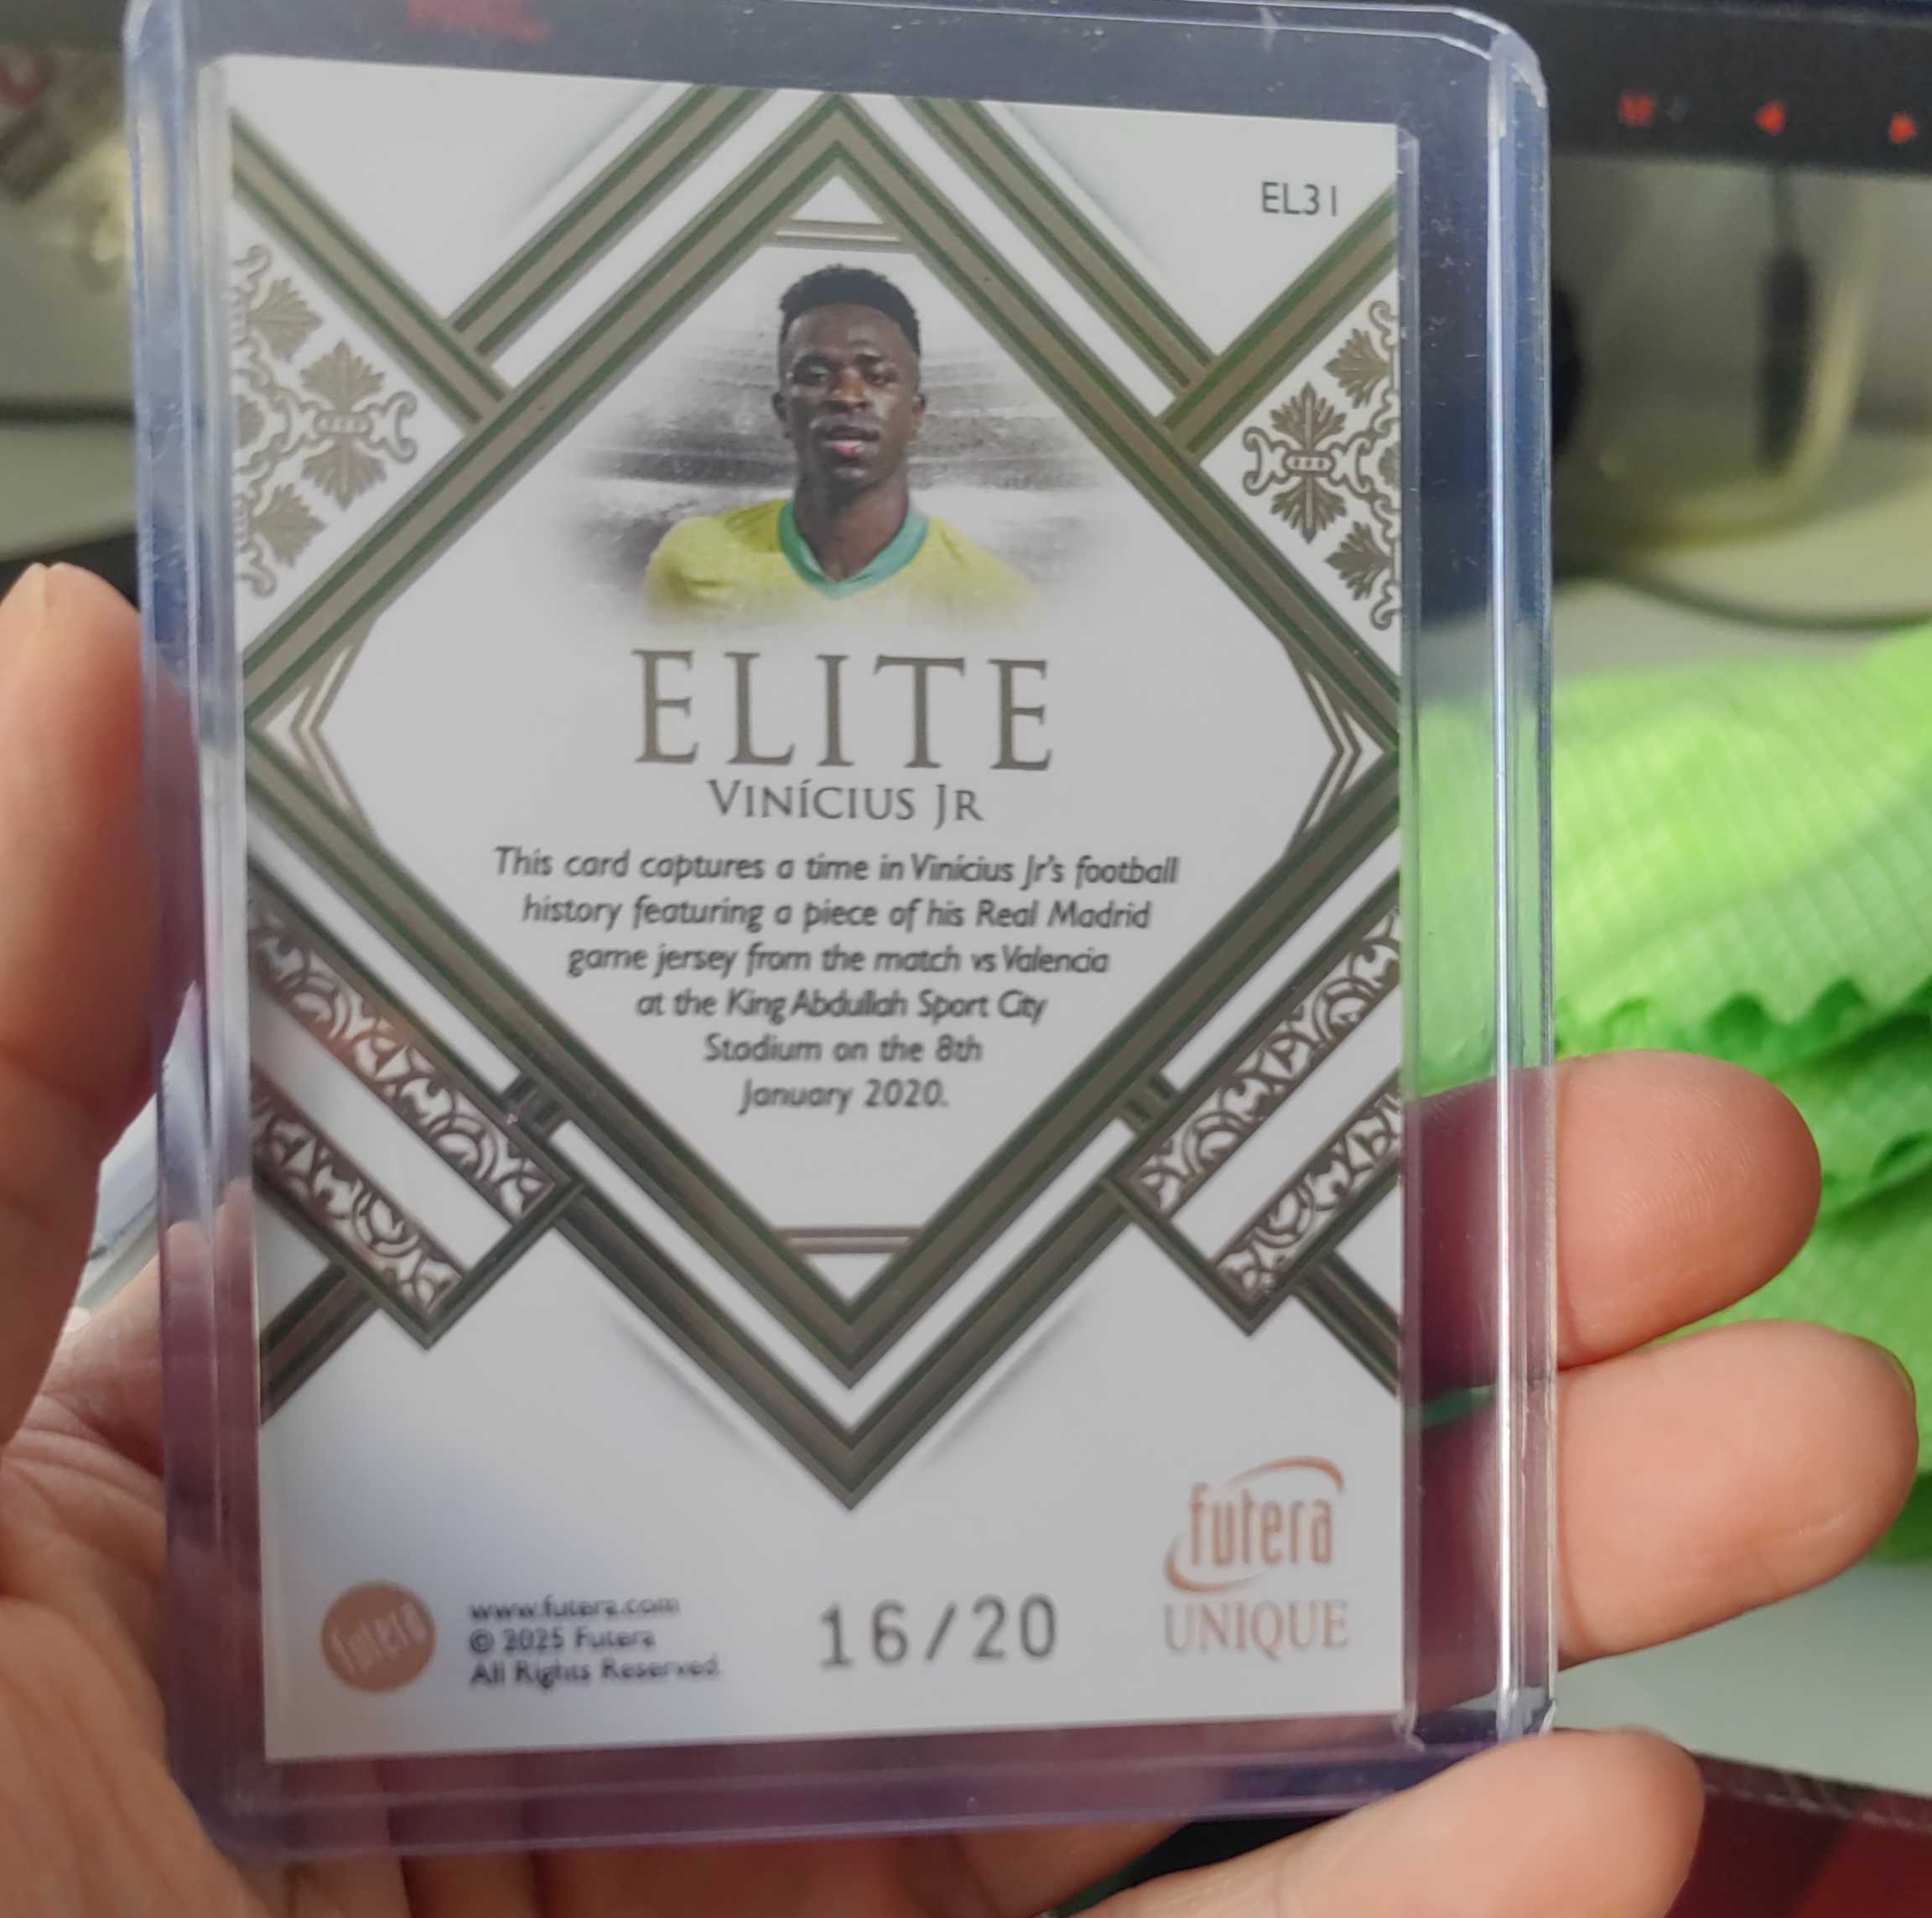 EL31
ELITE
VINÍCIUS JR
This card captures a time in Vinícius Jr's football
history featuring a piece of his Real Madrid
game jersey from the match vs Valencia
at the King Abdullah Sport City
Stadium on the 8th
January 2020.
futera
UNIQUE
futera
www.futera.com
© 2025 Futera
All Rights Reserved
16/20